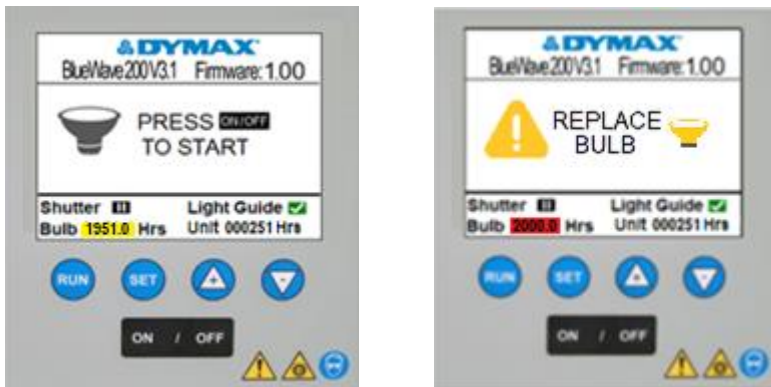 DYMAX
BlueWave 200 V3.1 Firmware: 1.00
PRESS ON/OFF
TO START
Shutter Light Guide
Bulb 1951.0 Hrs Unit 000251 Hrs
RUN SET + -
ON / OFF
DYMAX
BlueWave 200 V3.1 Firmware: 1.00
REPLACE
BULB
Shutter Light Guide
Bulb 2000.0 Hrs Unit 000251 Hrs
RUN SET + -
ON / OFF